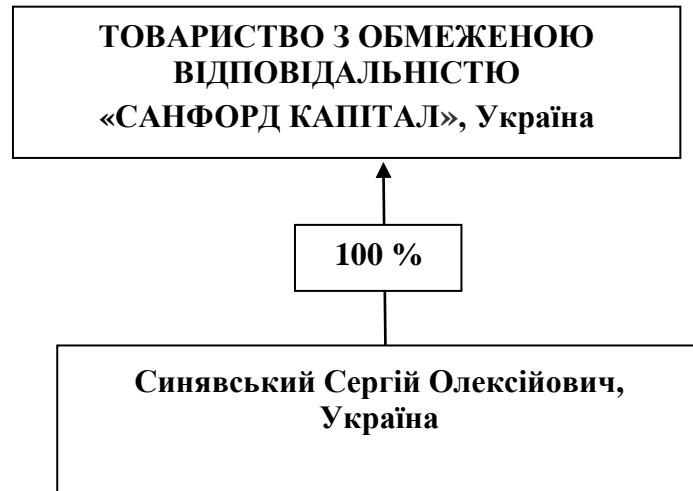 ТОВАРИСТВО З ОБМЕЖЕНОЮ
ВІДПОВІДАЛЬНІСТЮ
«САНФОРД КАПІТАЛ», Україна
100 %
Синявський Сергій Олексійович,
Україна